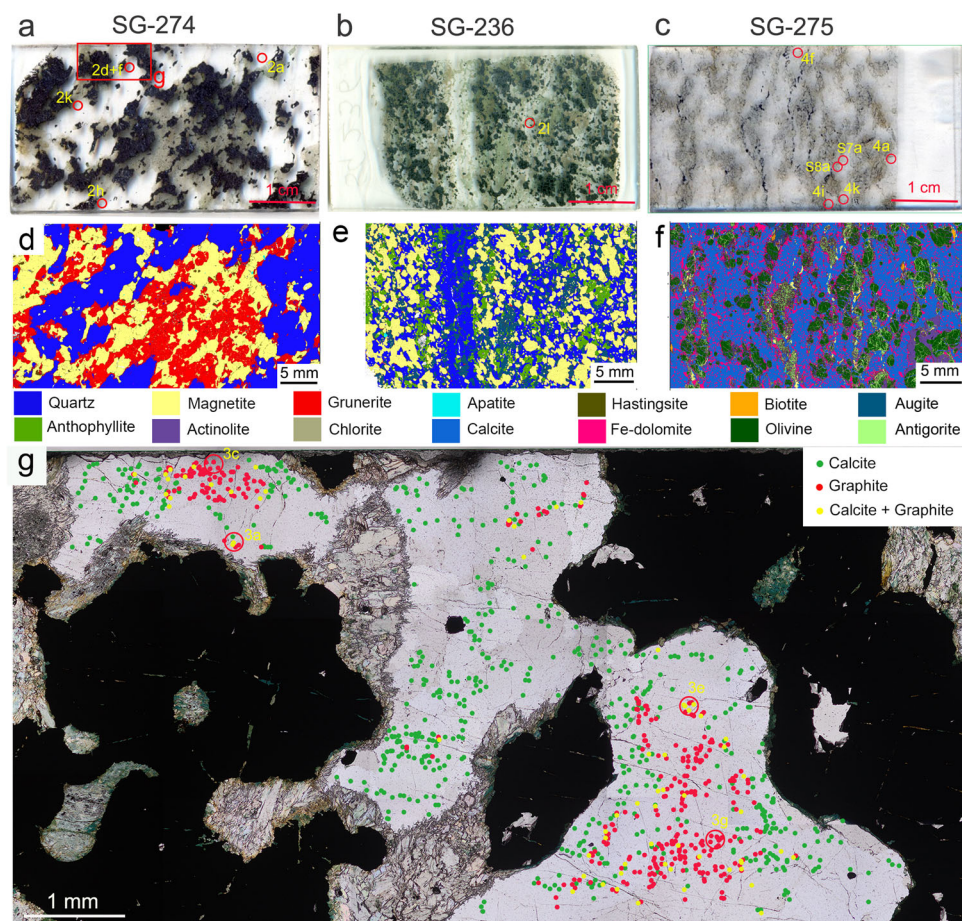 a SG-274 b SG-236 c SG-275
2d+f 2a 4f
g
2k
2l
S7a 4a
S8a
2h 4i 4k
1 cm 1 cm 1 cm
d e f
5 mm 5 mm 5 mm
Quartz Magnetite Grunerite Apatite Hastingsite Biotite Augite
Anthophyllite Actinolite Chlorite Calcite Fe-dolomite Olivine Antigorite
g
3c
Calcite
Graphite
Calcite + Graphite
3a
3e
3g
1 mm